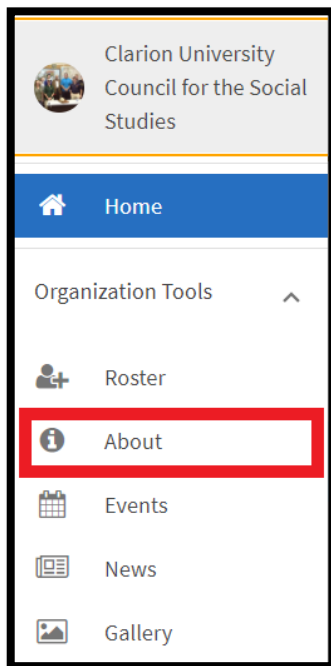 Clarion University
Council for the Social
Studies
Home
Organization Tools
Roster
About
Events
News
Gallery